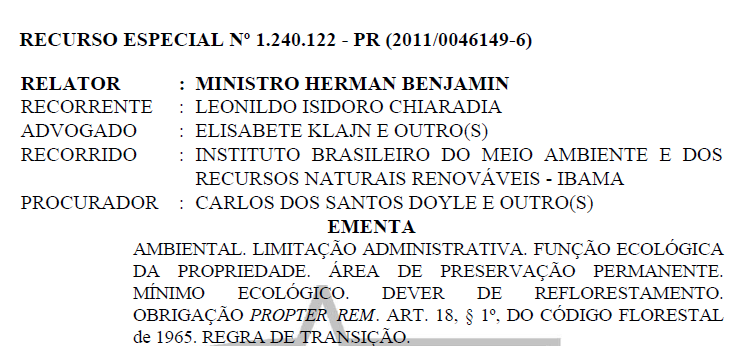 RECURSO ESPECIAL Nº 1.240.122 - PR (2011/0046149-6)
RELATOR : MINISTRO HERMAN BENJAMIN
RECORRENTE : LEONILDO ISIDORO CHIARADIA
ADVOGADO : ELISABETE KLAJN E OUTRO(S)
RECORRIDO : INSTITUTO BRASILEIRO DO MEIO AMBIENTE E DOS
RECURSOS NATURAIS RENOVÁVEIS - IBAMA
PROCURADOR : CARLOS DOS SANTOS DOYLE E OUTRO(S)
EMENTA
AMBIENTAL. LIMITAÇÃO ADMINISTRATIVA. FUNÇÃO ECOLÓGICA
DA PROPRIEDADE. ÁREA DE PRESERVAÇÃO PERMANENTE.
MÍNIMO ECOLÓGICO. DEVER DE REFLORESTAMENTO.
OBRIGAÇÃO PROPTER REM. ART. 18, § 1º, DO CÓDIGO FLORESTAL
de 1965. REGRA DE TRANSIÇÃO.